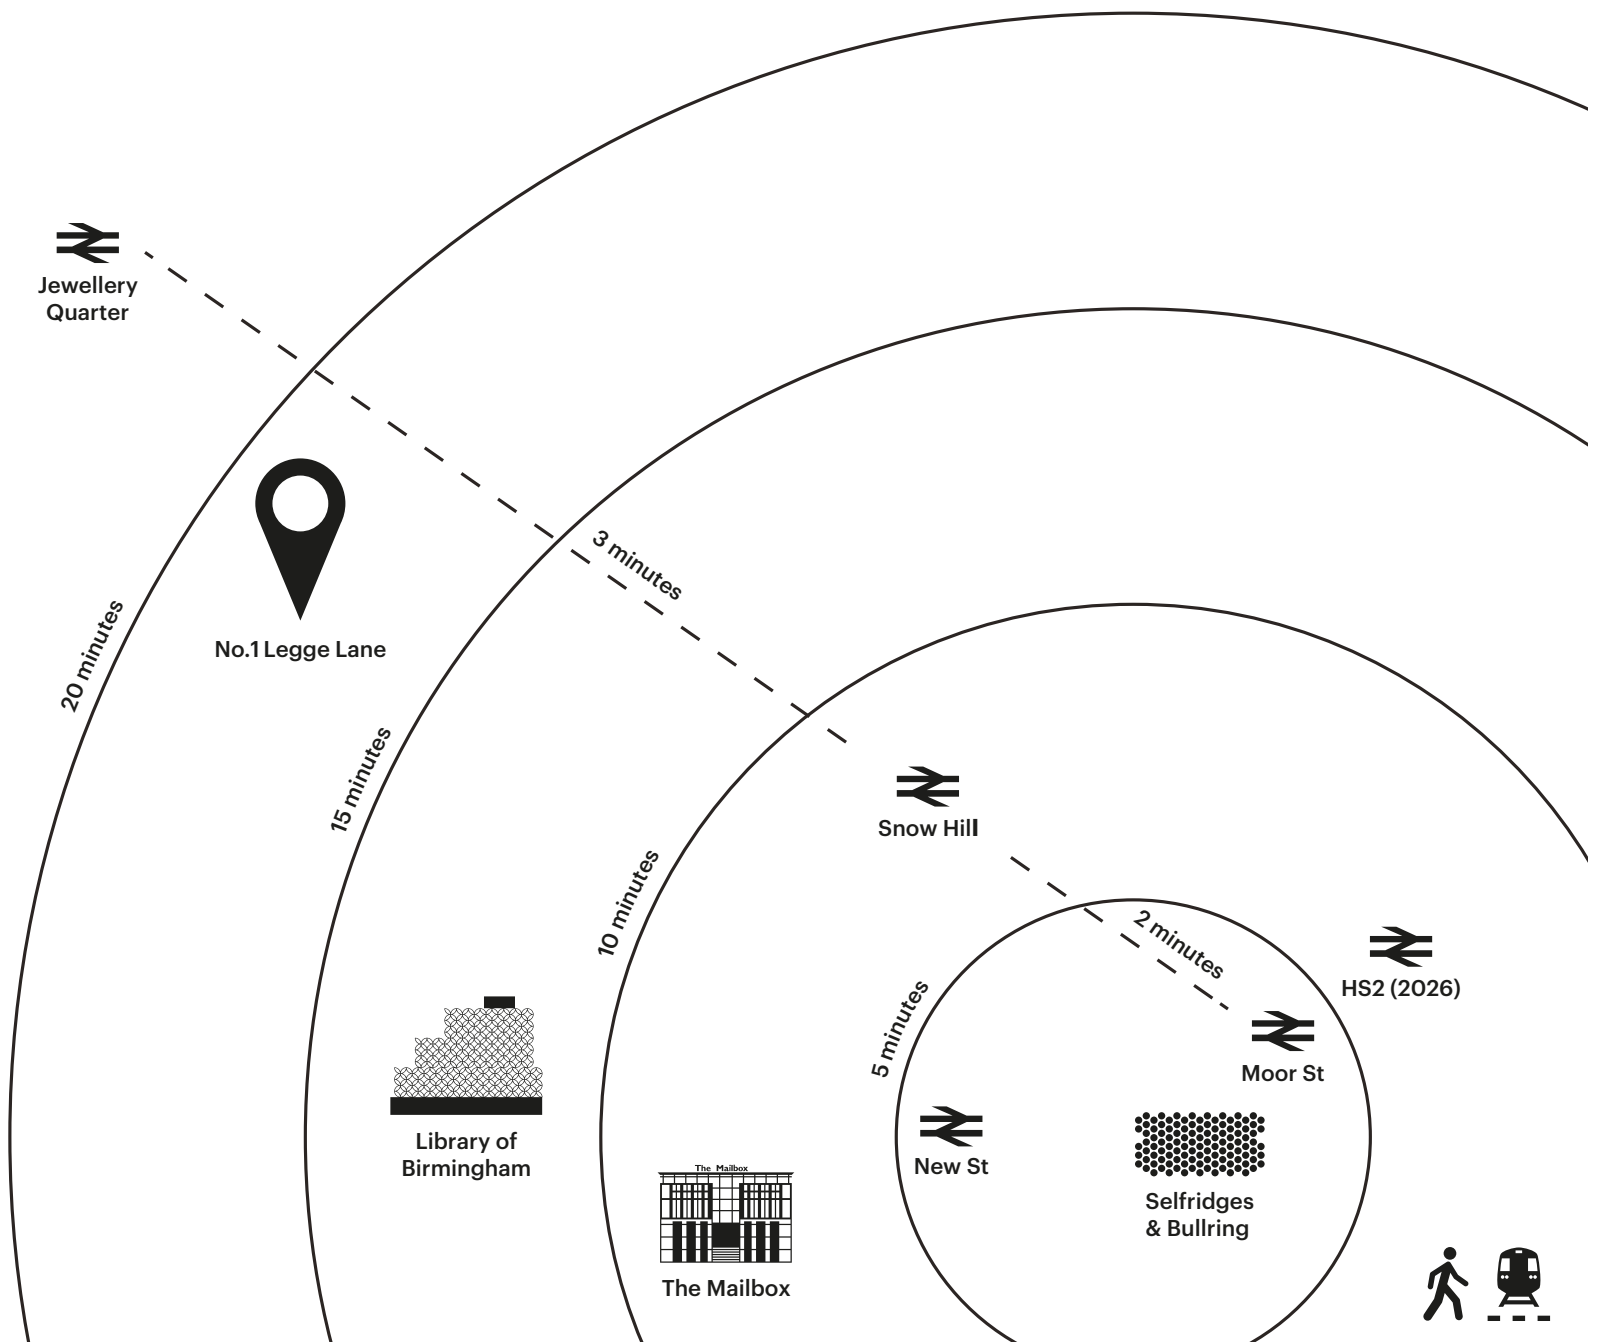 Jewellery
Quarter
3 minutes
No.1 Legge Lane
20 minutes
15 minutes
Snow Hill
10 minutes
2 minutes
HS2 (2026)
5 minutes
Moor St
Library of
Birmingham
New St
The Mailbox
Selfridges
& Bullring
The Mailbox